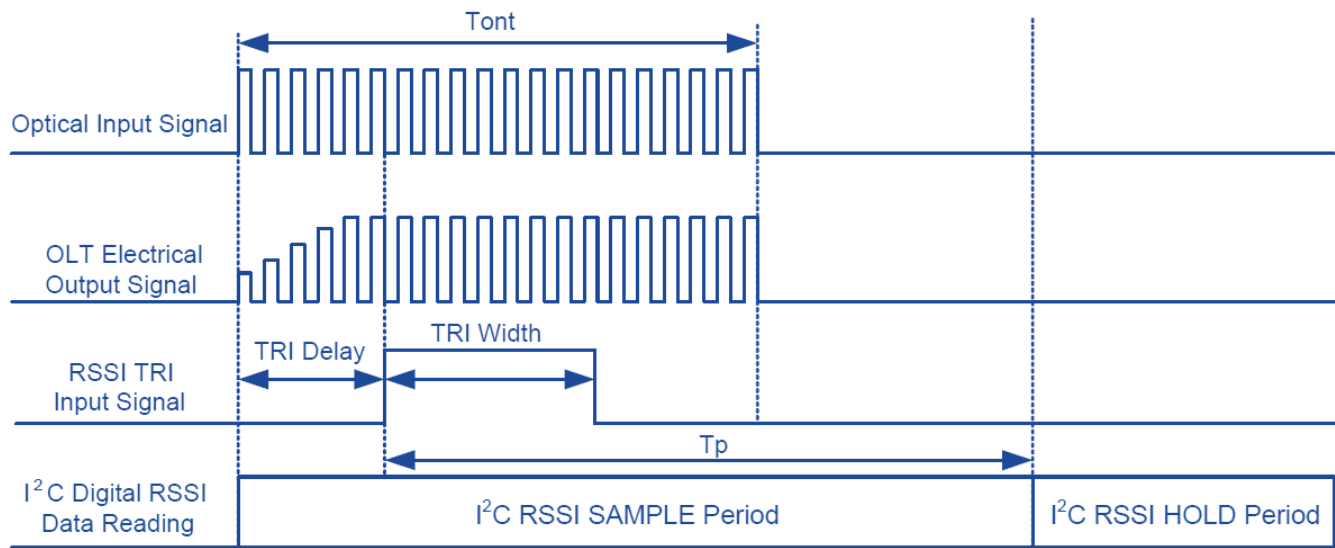 Tont
Optical Input Signal
OLT Electrical
Output Signal
TRI Delay
TRI Width
RSSI TRI
Input Signal
Tp
I²C Digital RSSI
Data Reading
I²C RSSI SAMPLE Period
I²C RSSI HOLD Period